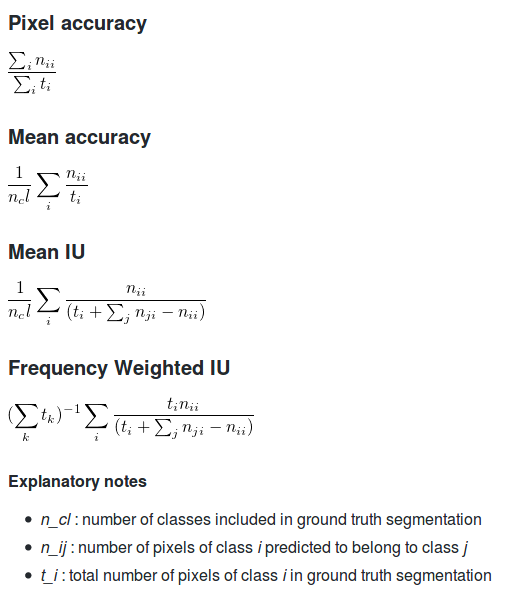 Pixel accuracy
\frac{\sum_i n_{ii}}{\sum_i t_i}
Mean accuracy
\frac{1}{n_cl} \sum_i \frac{n_{ii}}{t_i}
Mean IU
\frac{1}{n_cl} \sum_i \frac{n_{ii}}{(t_i + \sum_j n_{ji} - n_{ii})}
Frequency Weighted IU
(\sum_k t_k)^{-1} \sum_i \frac{t_i n_{ii}}{(t_i + \sum_j n_{ji} - n_{ii})}
Explanatory notes
• n_cl : number of classes included in ground truth segmentation
• n_ij : number of pixels of class i predicted to belong to class j
• t_i : total number of pixels of class i in ground truth segmentation